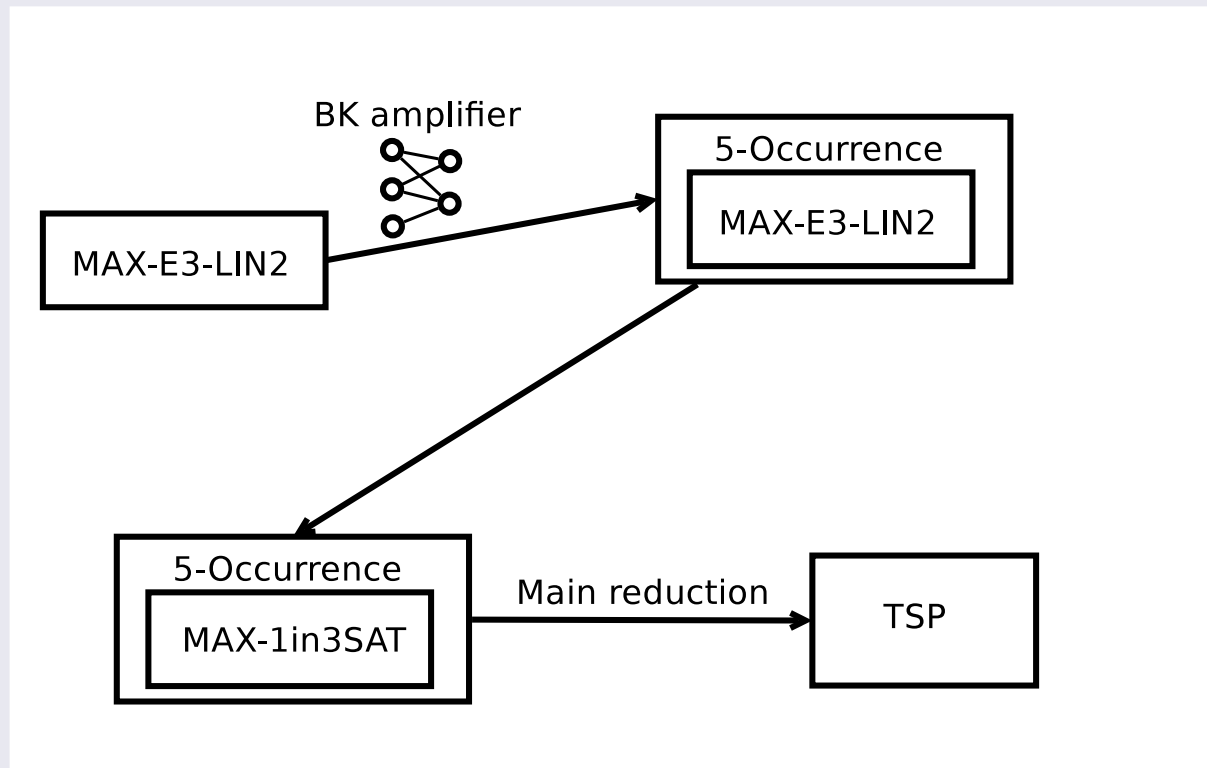 BK amplifier
MAX-E3-LIN2
5-Occurrence
MAX-E3-LIN2
5-Occurrence
MAX-1in3SAT
Main reduction
TSP